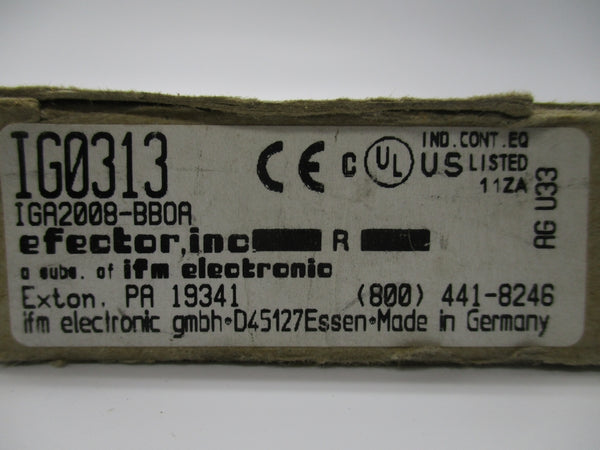 IG0313
IGA2008-BBOA
CE
C UL US
IND.CONT.EQ
LISTED
11ZA
AG U33
efector,inc R
a subs. of ifm electronic
Exton, PA 19341 (800) 441-8246
ifm electronic gmbh•D45127Essen•Made in Germany